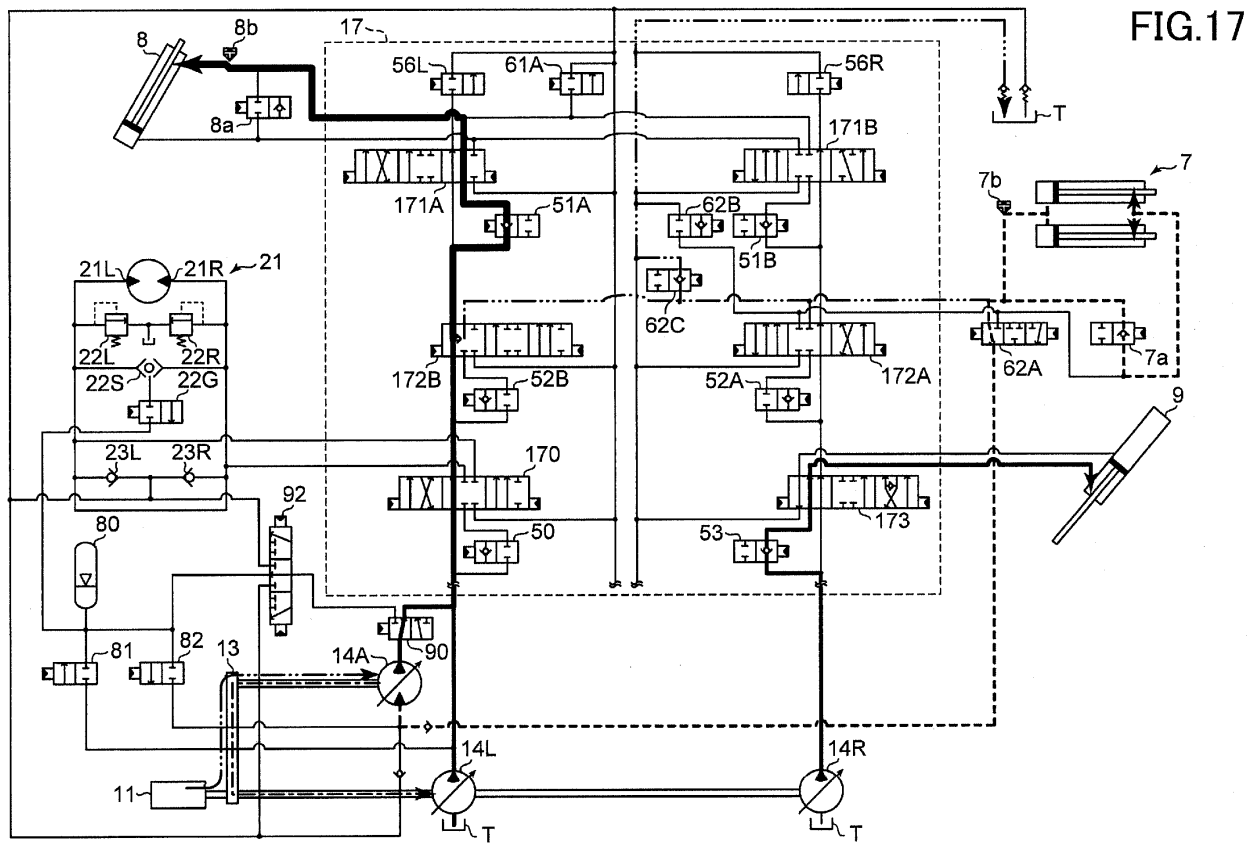 FIG.17
8
8b
17
56L
61A
56R
8a
T
171B
7
171A
51A
62B
7b
51B
21L
21R
21
62C
22L
22R
22S
22G
172B
52B
52A
172A
62A
7a
9
23L
23R
170
92
173
80
50
53
81
82
13
14A
90
14L
14R
11
T
T